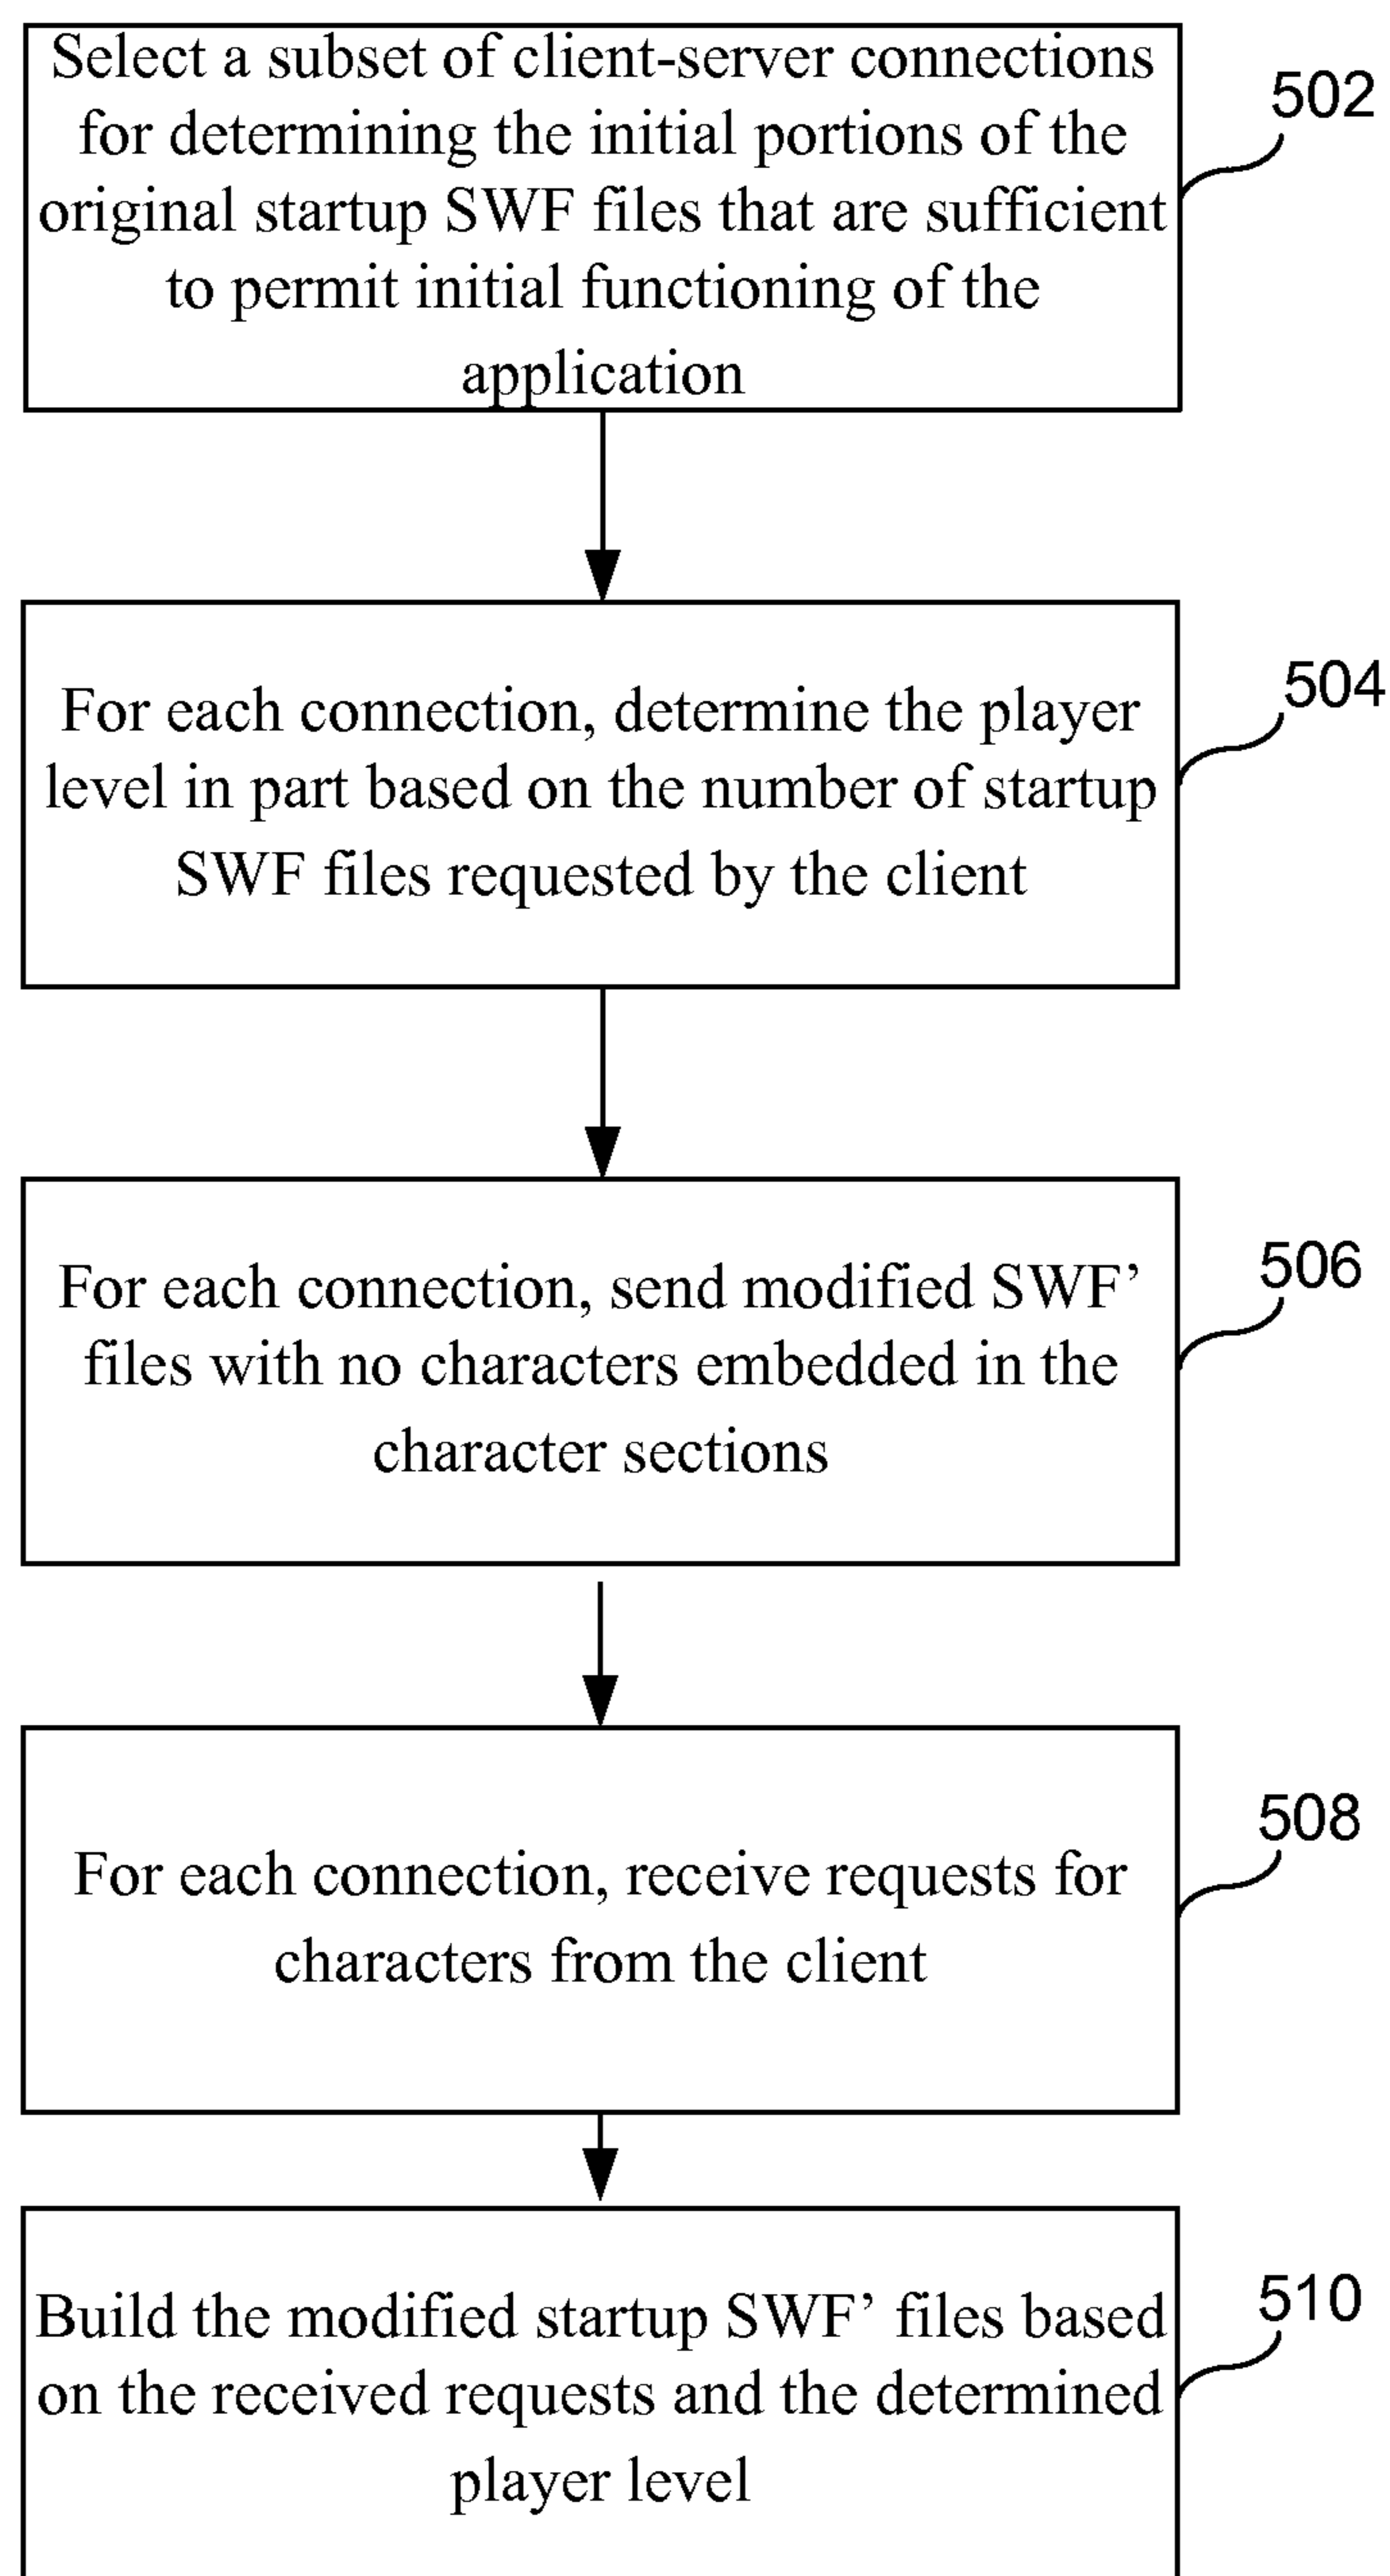 Select a subset of client-server connections
for determining the initial portions of the
original startup SWF files that are sufficient
to permit initial functioning of the
application
502
For each connection, determine the player
level in part based on the number of startup
SWF files requested by the client
504
For each connection, send modified SWF’
files with no characters embedded in the
character sections
506
For each connection, receive requests for
characters from the client
508
Build the modified startup SWF’ files based
on the received requests and the determined
player level
510